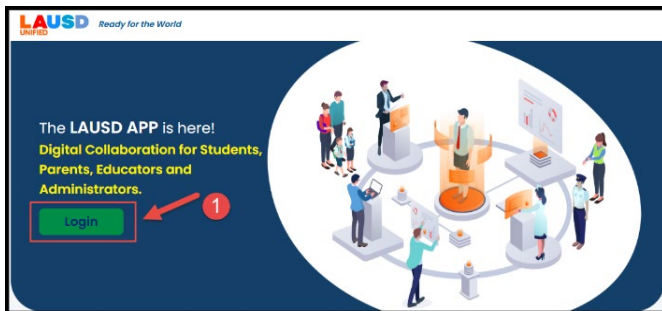 LAUSD
UNIFIED
Ready for the World
The LAUSD APP is here!
Digital Collaboration for Students,
Parents, Educators and
Administrators.
Login
1